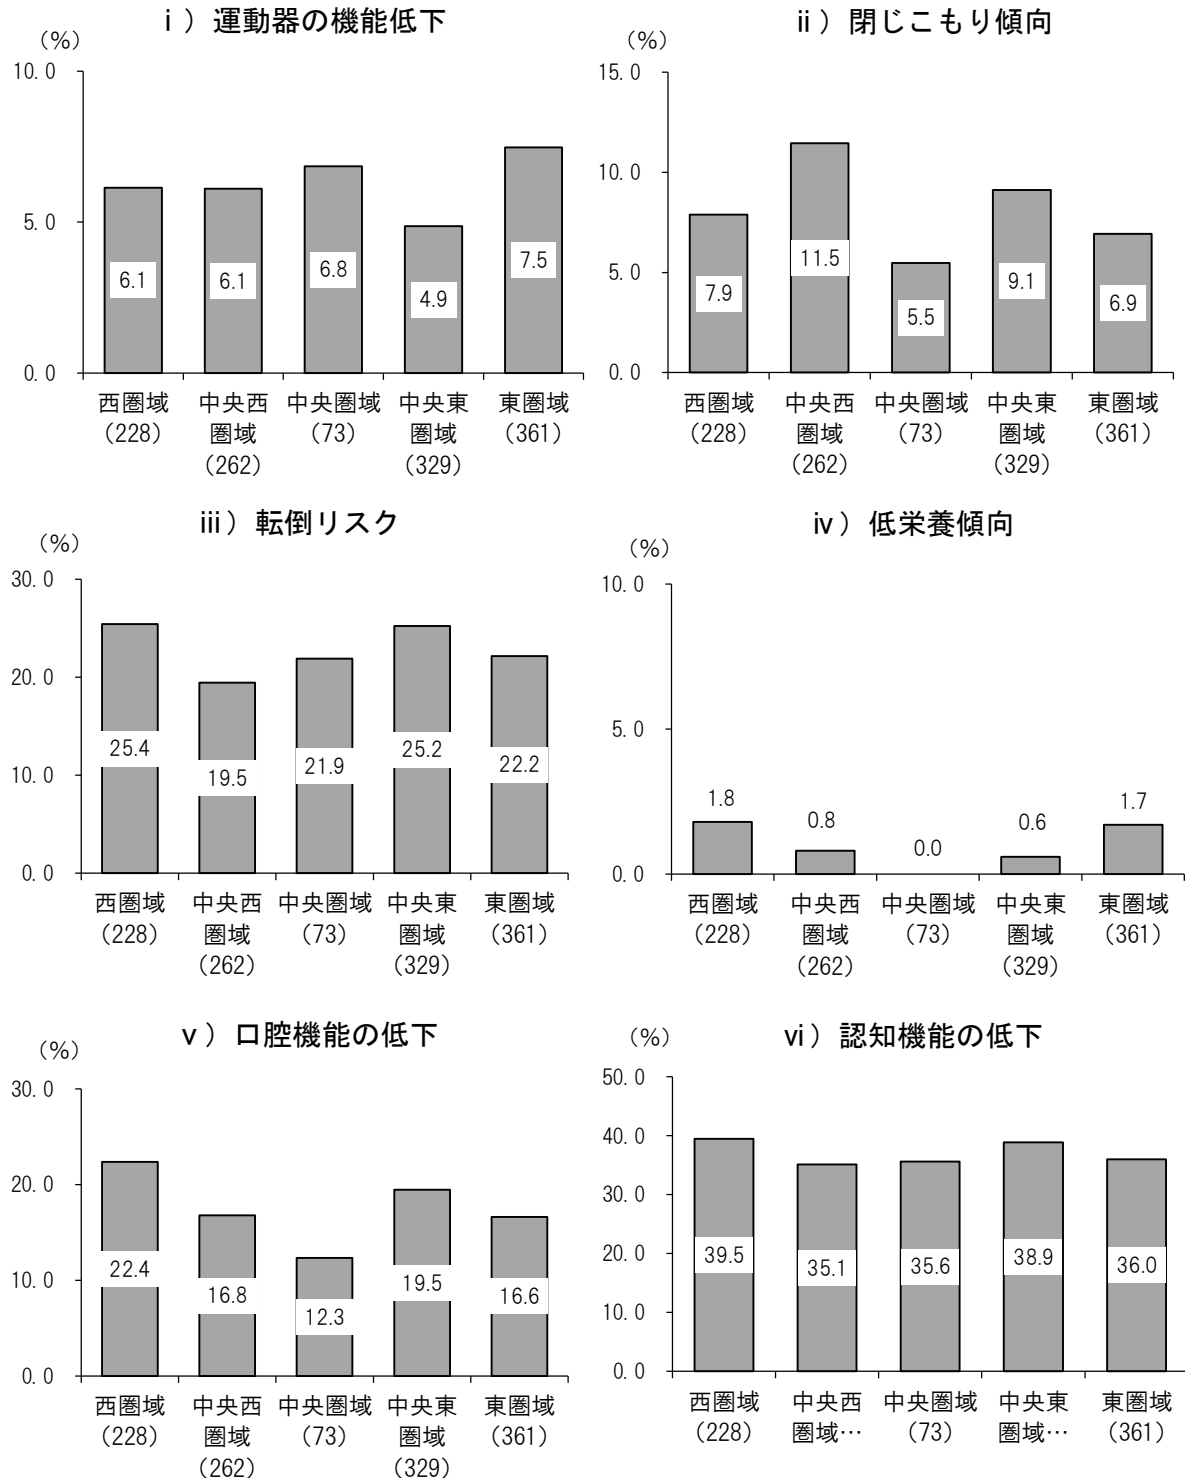 ⅰ）運動器の機能低下
（%）
10.0
5.0
0.0
6.1
6.1
6.8
4.9
7.5
西圏域
（228）
中央西
圏域
（262）
中央圏域
（73）
中央東
圏域
（329）
東圏域
（361）
ⅱ）閉じこもり傾向
（%）
15.0
10.0
5.0
0.0
7.9
11.5
5.5
9.1
6.9
西圏域
（228）
中央西
圏域
（262）
中央圏域
（73）
中央東
圏域
（329）
東圏域
（361）
ⅲ）転倒リスク
（%）
30.0
20.0
10.0
0.0
25.4
19.5
21.9
25.2
22.2
西圏域
（228）
中央西
圏域
（262）
中央圏域
（73）
中央東
圏域
（329）
東圏域
（361）
ⅳ）低栄養傾向
（%）
10.0
5.0
0.0
1.8
0.8
0.0
0.6
1.7
西圏域
（228）
中央西
圏域
（262）
中央圏域
（73）
中央東
圏域
（329）
東圏域
（361）
ⅴ）口腔機能の低下
（%）
30.0
20.0
10.0
0.0
22.4
16.8
12.3
19.5
16.6
西圏域
（228）
中央西
圏域
（262）
中央圏域
（73）
中央東
圏域
（329）
東圏域
（361）
ⅵ）認知機能の低下
（%）
50.0
40.0
30.0
20.0
10.0
0.0
39.5
35.1
35.6
38.9
36.0
西圏域
（228）
中央西
圏域…
中央圏域
（73）
中央東
圏域…
東圏域
（361）